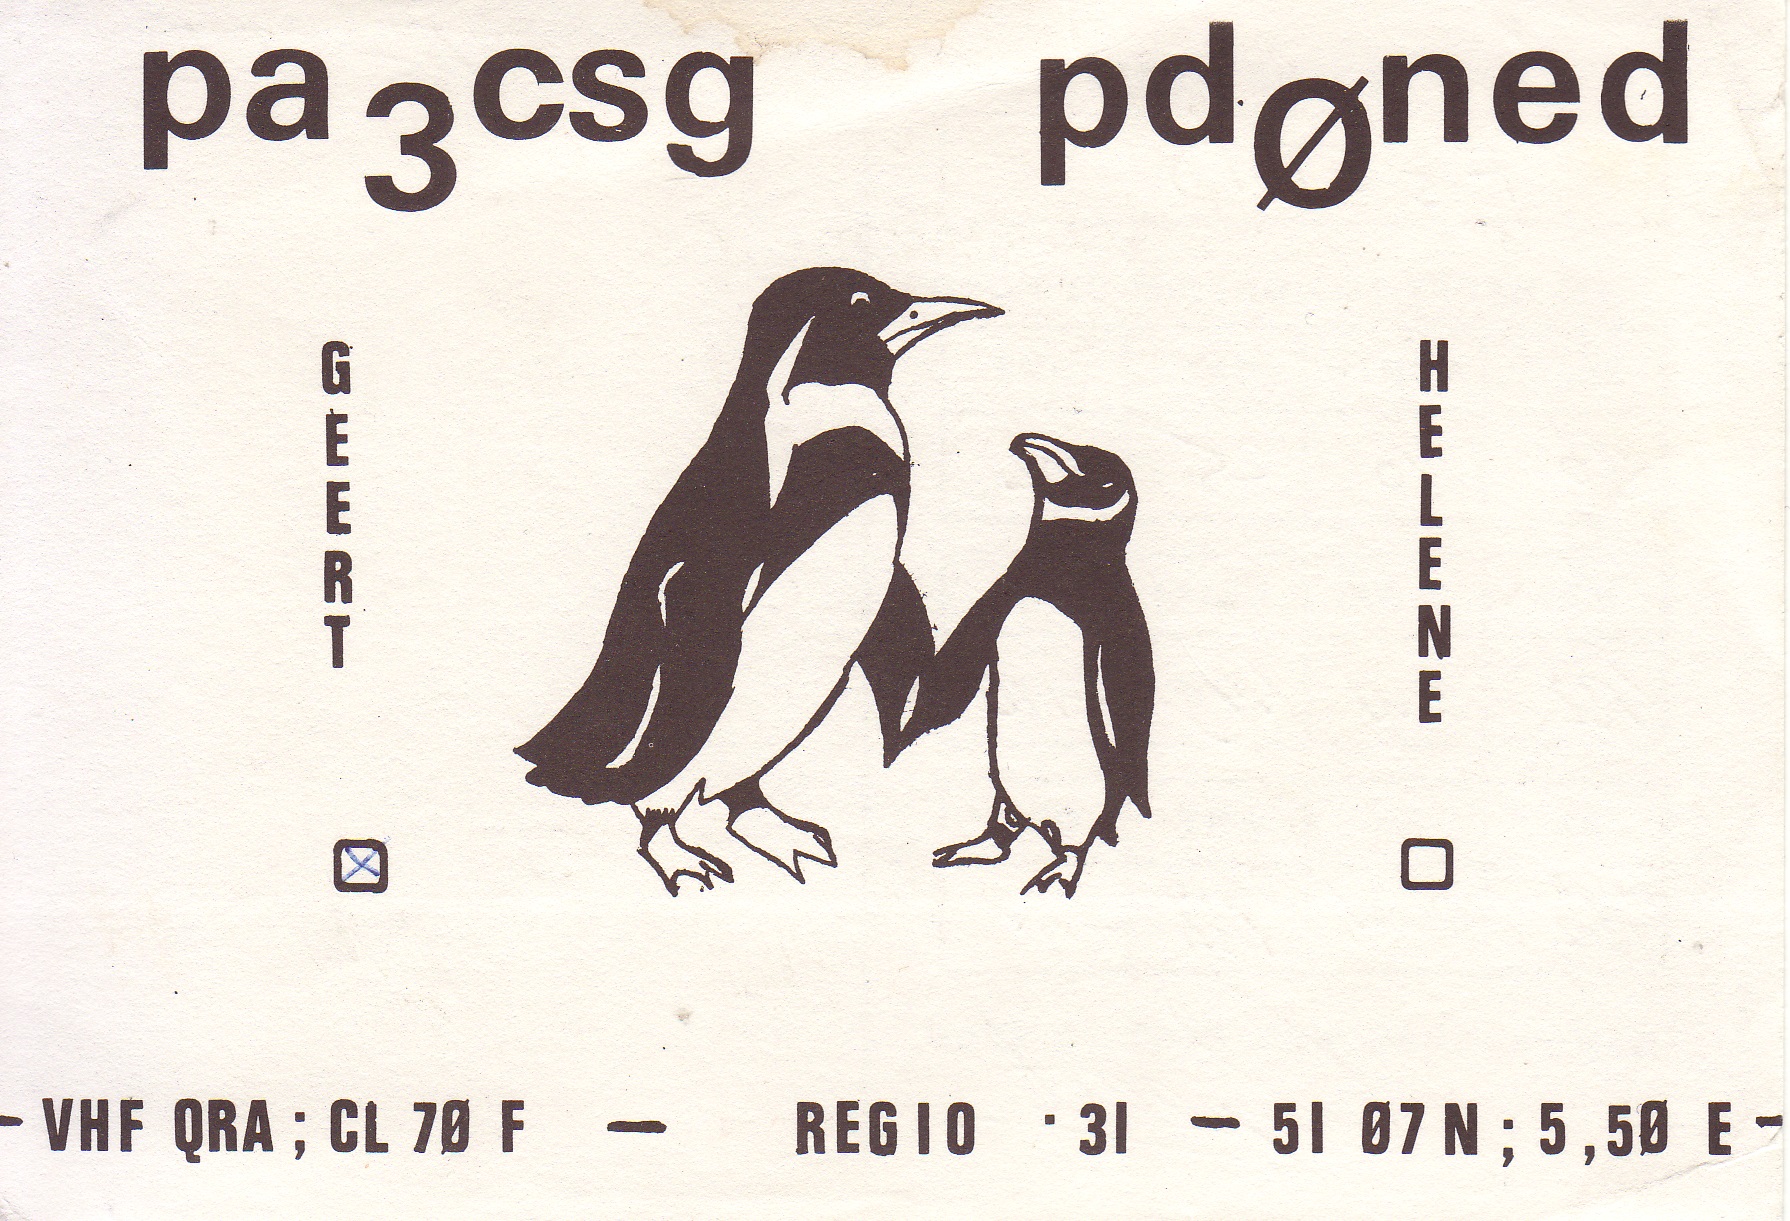 pa3csg pdØned
GEERT
HELENE
- VHF QRA ; CL 7Ø F — REGIO · 31 — 51 Ø7 N ; 5,5Ø E -